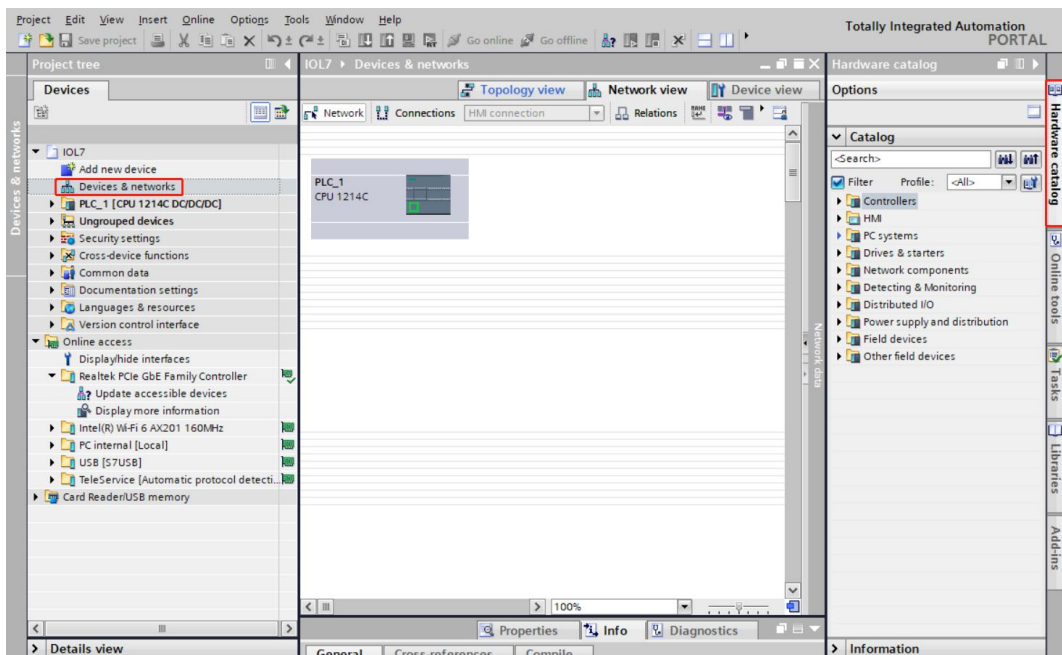 Project Edit View Insert Online Options Tools Window Help
Totally Integrated Automation
PORTAL
Save project
Go online
Go offline
Project tree
IOL7 › Devices & networks
Hardware catalog
Devices
Topology view
Network view
Device view
Options
Network
Connections
HMI connection
Relations
Devices & networks
IOL7
Add new device
Devices & networks
PLC_1 [CPU 1214C DC/DC/DC]
Ungrouped devices
Security settings
Cross-device functions
Common data
Documentation settings
Languages & resources
Version control interface
Online access
Display/hide interfaces
Realtek PCIe GbE Family Controller
Update accessible devices
Display more information
Intel(R) Wi-Fi 6 AX201 160MHz
PC internal [Local]
USB [S7USB]
TeleService [Automatic protocol detecti...
Card Reader/USB memory
PLC_1
CPU 1214C
Network data
Catalog
<Search>
Filter
Profile:
<All>
Controllers
HMI
PC systems
Drives & starters
Network components
Detecting & Monitoring
Distributed I/O
Power supply and distribution
Field devices
Other field devices
Hardware catalog
Online tools
Tasks
Libraries
Add-ins
100%
Properties
Info
Diagnostics
Details view
General
Cross-references
Compile
Information